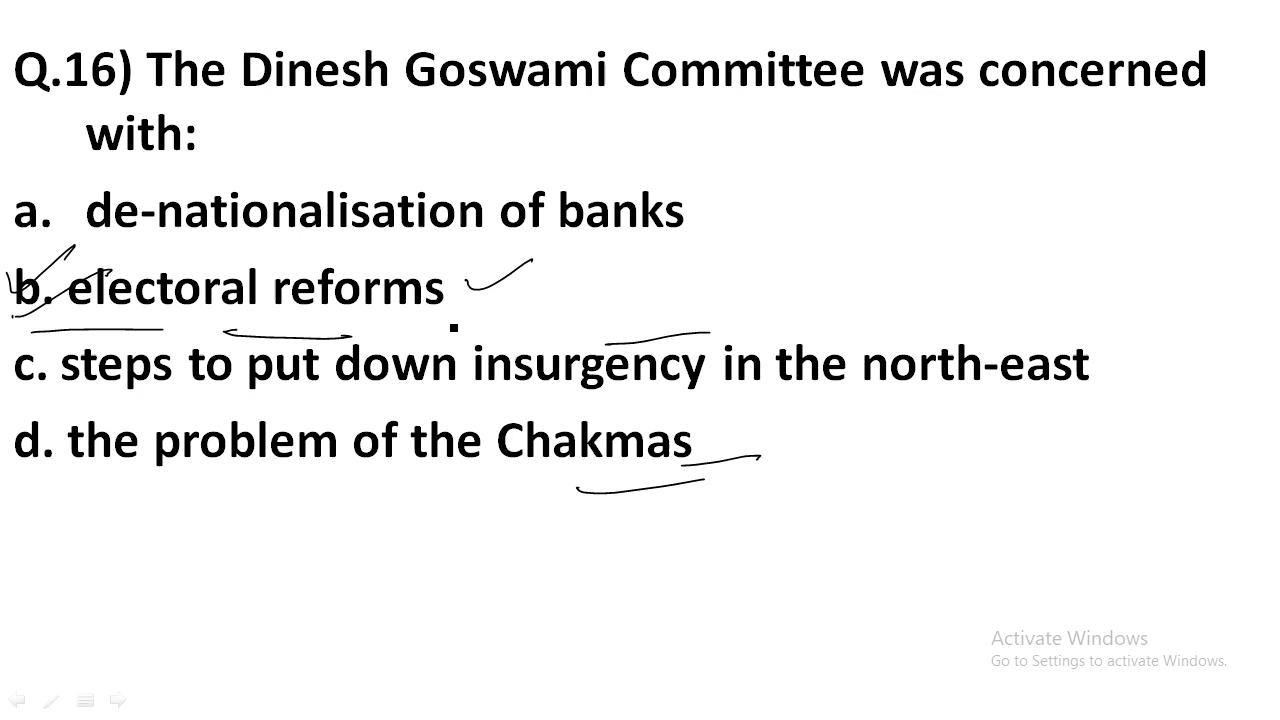 Q.16) The Dinesh Goswami Committee was concerned
with:
a. de-nationalisation of banks
b. electoral reforms
c. steps to put down insurgency in the north-east
d. the problem of the Chakmas
Activate Windows
Go to Settings to activate Windows.